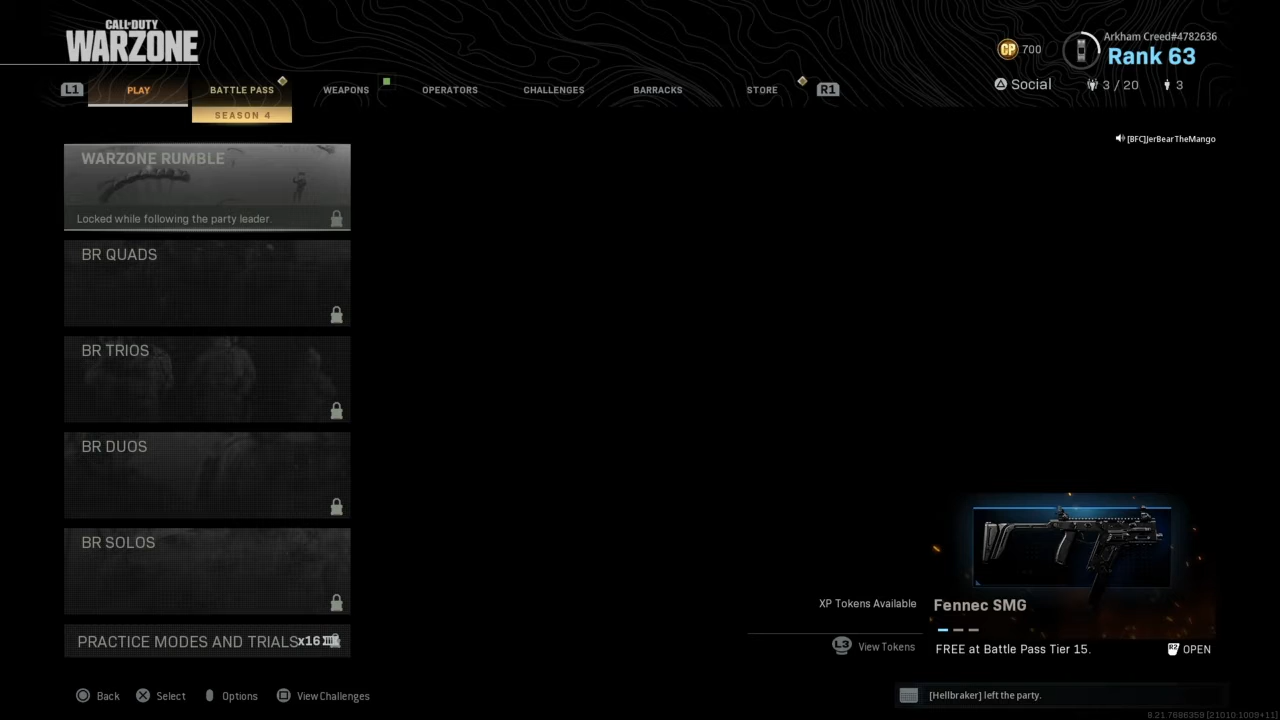 CALL OF DUTY
WARZONE
CP 700
Arkham Creed#4782636
Rank 63
L1
PLAY
BATTLE PASS
WEAPONS
OPERATORS
CHALLENGES
BARRACKS
STORE
R1
Social
3 / 20
3
SEASON 4
[BFC]JerBearTheMango
WARZONE RUMBLE
Locked while following the party leader.
BR QUADS
BR TRIOS
BR DUOS
BR SOLOS
PRACTICE MODES AND TRIALS
x16
XP Tokens Available
L3 View Tokens
Fennec SMG
FREE at Battle Pass Tier 15.
R2 OPEN
Back
Select
Options
View Challenges
[Hellbraker] left the party.